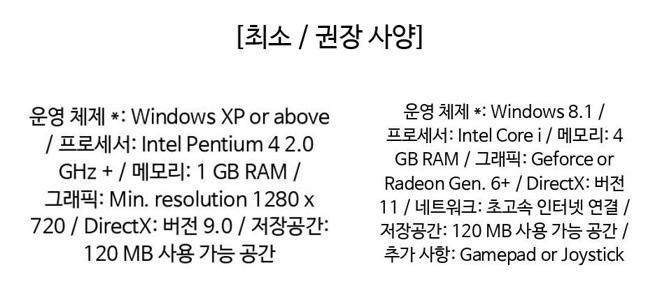 [최소 / 권장 사양]
운영 체제 *: Windows XP or above
/ 프로세서: Intel Pentium 4 2.0
GHz + / 메모리: 1 GB RAM /
그래픽: Min. resolution 1280 x
720 / DirectX: 버전 9.0 / 저장공간:
120 MB 사용 가능 공간
운영 체제 *: Windows 8.1 /
프로세서: Intel Core i / 메모리: 4
GB RAM / 그래픽: Geforce or
Radeon Gen. 6+ / DirectX: 버전
11 / 네트워크: 초고속 인터넷 연결 /
저장공간: 120 MB 사용 가능 공간 /
추가 사항: Gamepad or Joystick